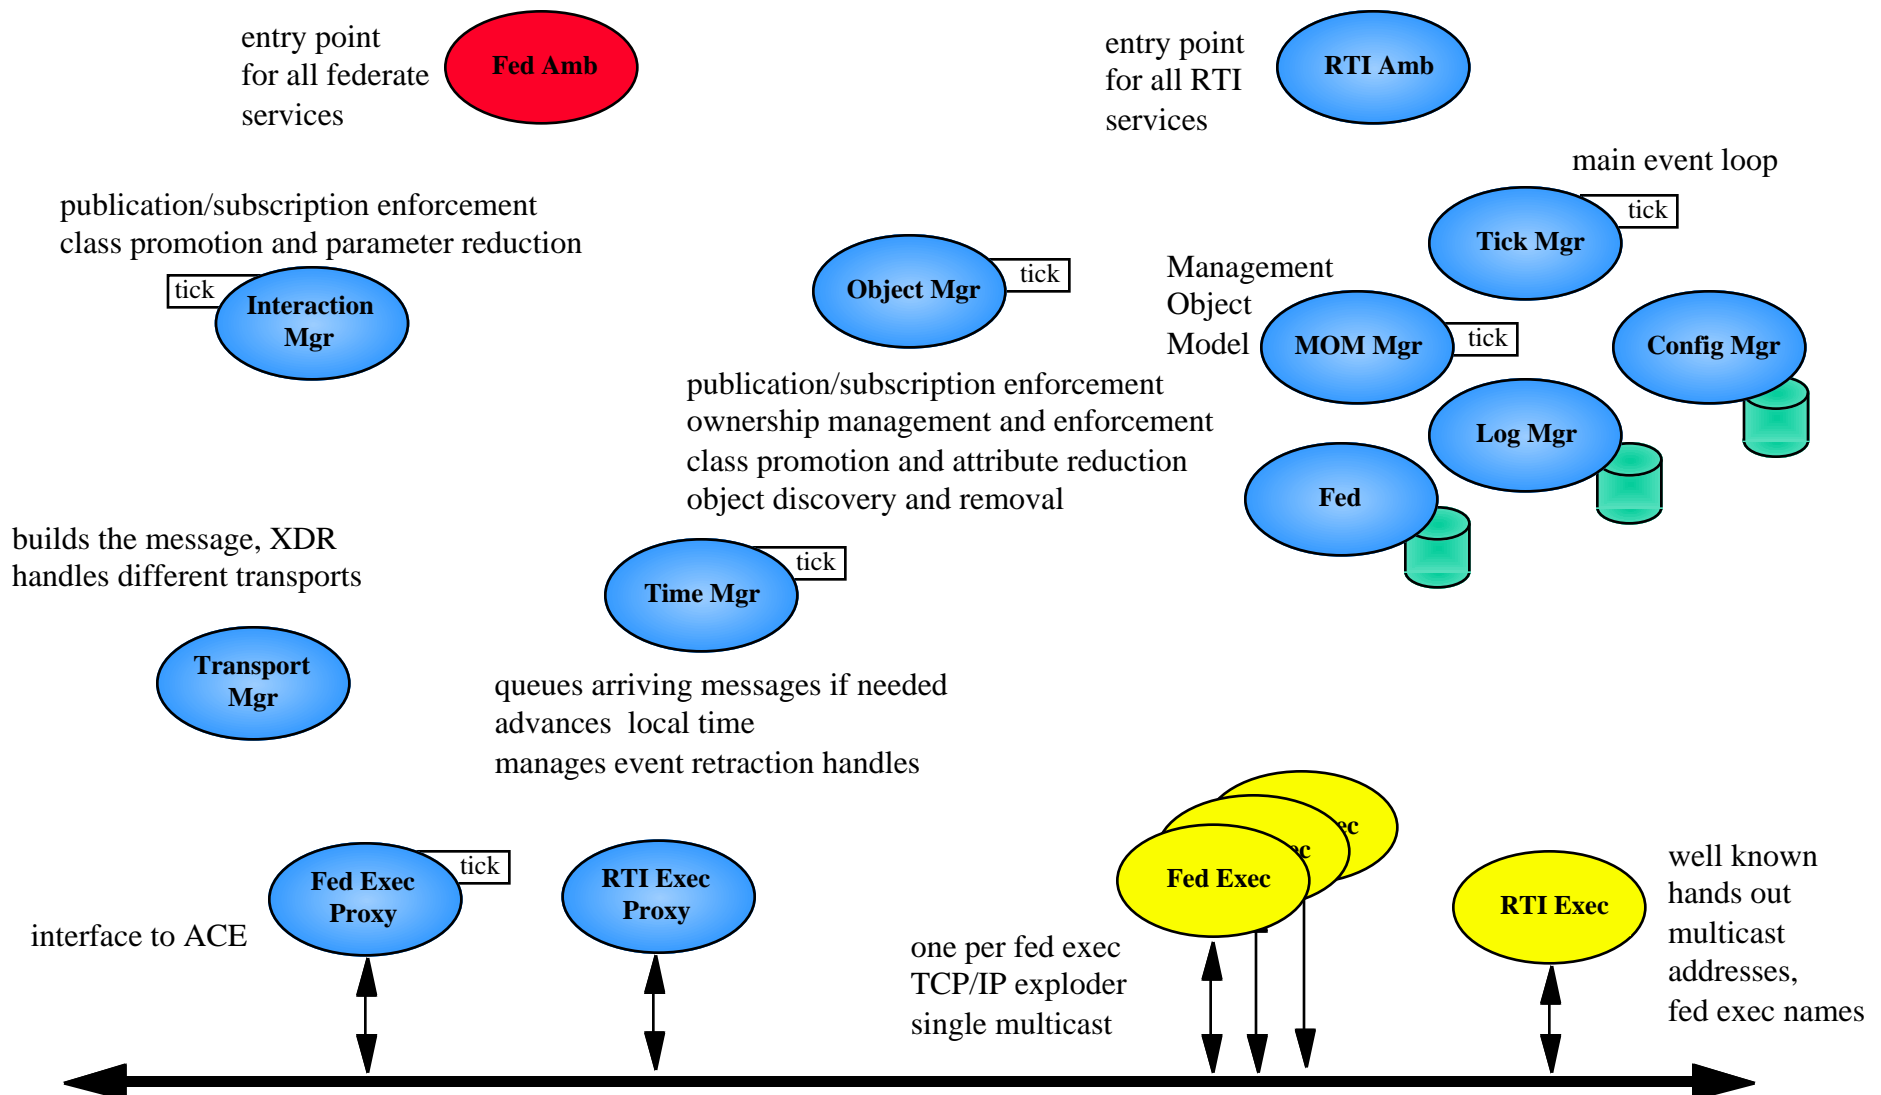 entry point
for all federate
services
Fed Amb
entry point
for all RTI
services
RTI Amb
main event loop
tick
Tick Mgr
publication/subscription enforcement
class promotion and parameter reduction
tick
Interaction
Mgr
Object Mgr
tick
Management
Object
Model
MOM Mgr
tick
Config Mgr
publication/subscription enforcement
ownership management and enforcement
class promotion and attribute reduction
object discovery and removal
Log Mgr
Fed
builds the message, XDR
handles different transports
tick
Time Mgr
Transport
Mgr
queues arriving messages if needed
advances  local time
manages event retraction handles
tick
Fed Exec
Proxy
RTI Exec
Proxy
interface to ACE
ec
ec
Fed Exec
one per fed exec
TCP/IP exploder
single multicast
RTI Exec
well known
hands out
multicast
addresses,
fed exec names